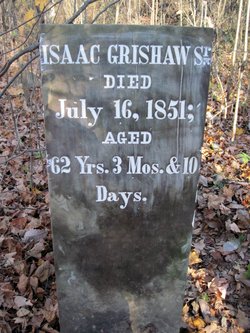 ISAAC GRISHAW Sr.
DIED
July 16, 1851;
AGED
62 Yrs. 3 Mos. & 10
Days.